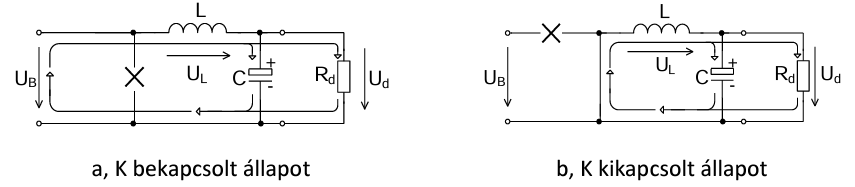 L
U_B
U_L
C
+
-
R_d
U_d
a, K bekapcsolt állapot
L
U_B
U_L
C
+
-
R_d
U_d
b, K kikapcsolt állapot